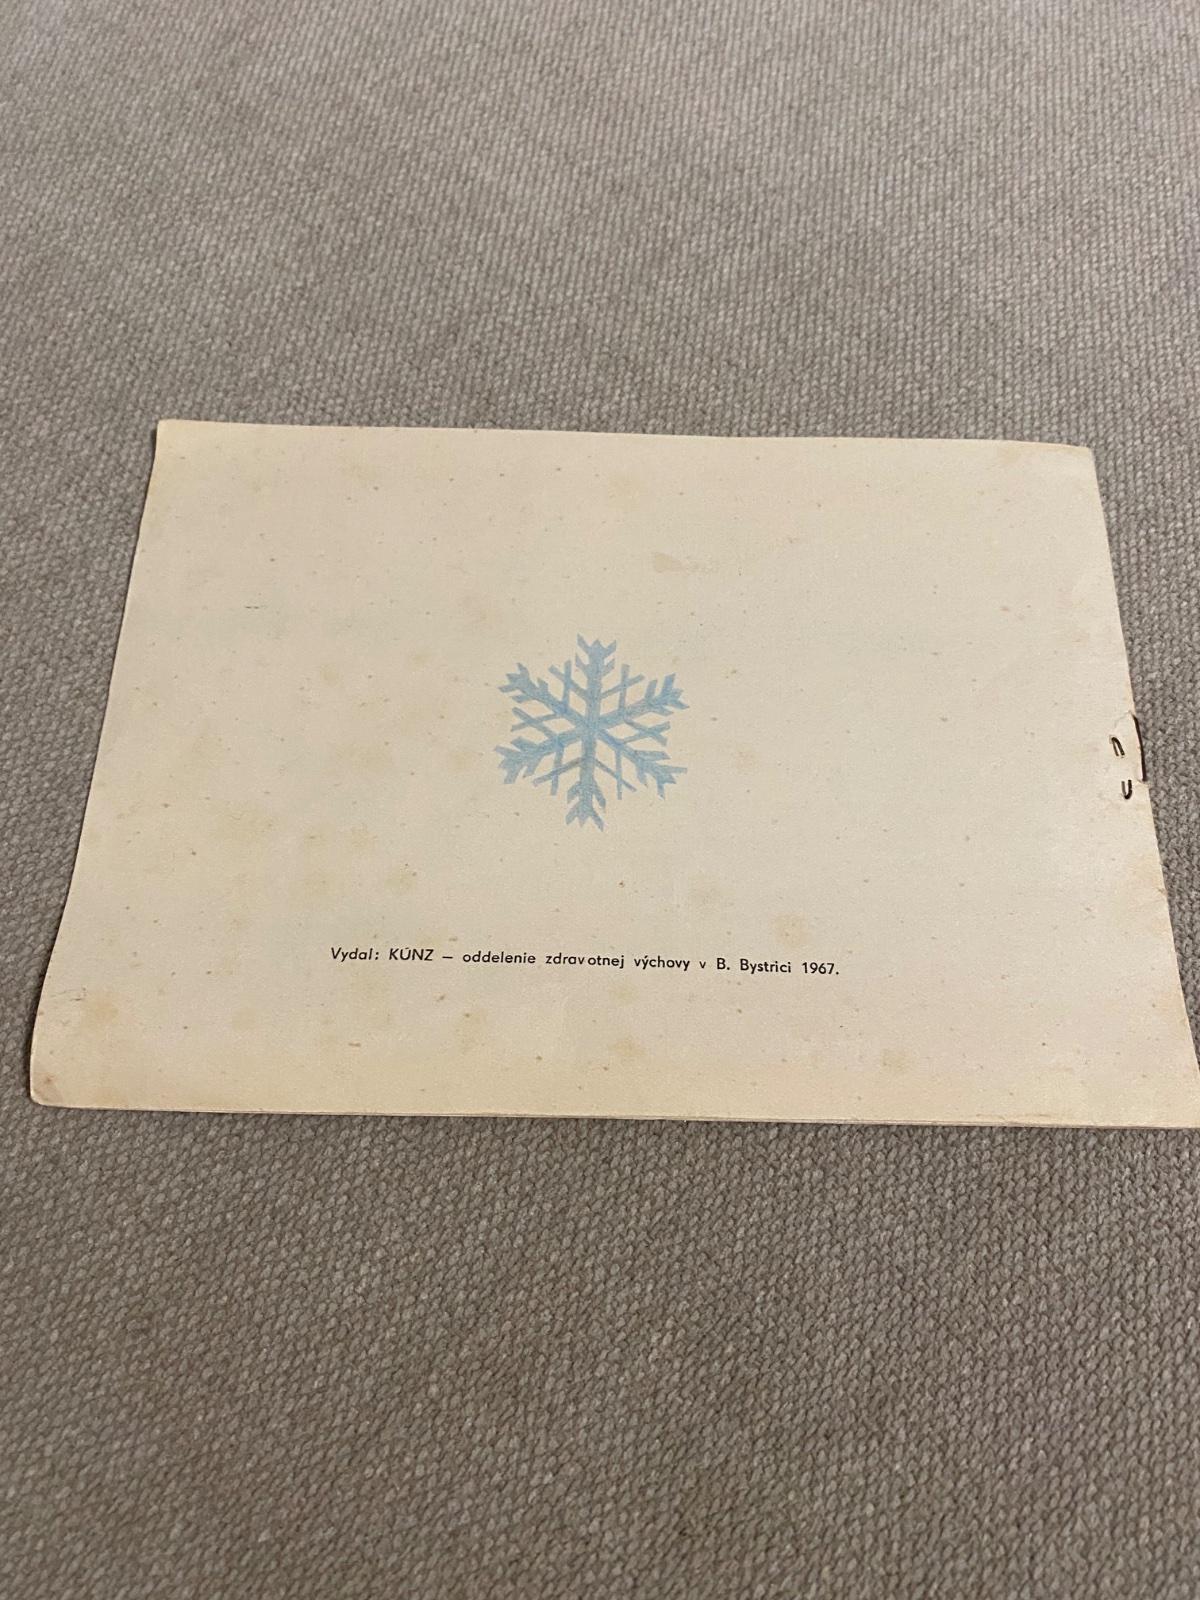 Vydal: KÚNZ — oddelenie zdravotnej výchovy v B. Bystrici 1967.